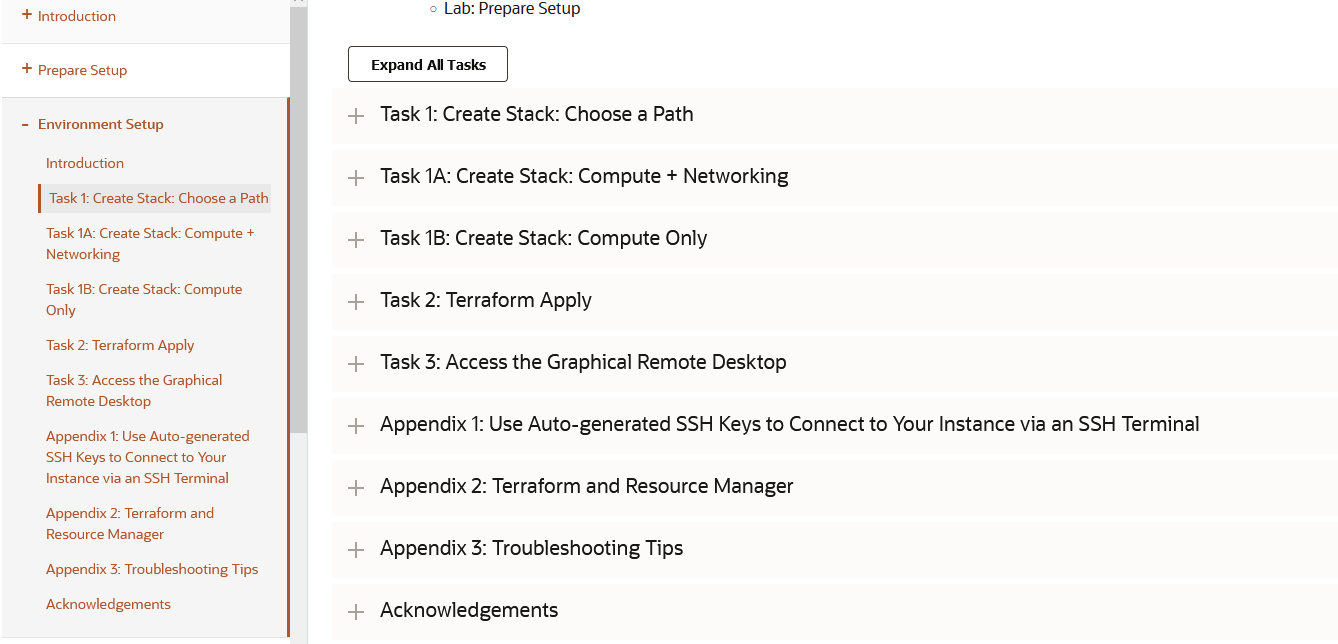 Introduction
Prepare Setup
Environment Setup
Introduction
Task 1: Create Stack: Choose a Path
Task 1A: Create Stack: Compute +
Networking
Task 1B: Create Stack: Compute
Only
Task 2: Terraform Apply
Task 3: Access the Graphical
Remote Desktop
Appendix 1: Use Auto-generated
SSH Keys to Connect to Your
Instance via an SSH Terminal
Appendix 2: Terraform and
Resource Manager
Appendix 3: Troubleshooting Tips
Acknowledgements
Lab: Prepare Setup
Expand All Tasks
Task 1: Create Stack: Choose a Path
Task 1A: Create Stack: Compute + Networking
Task 1B: Create Stack: Compute Only
Task 2: Terraform Apply
Task 3: Access the Graphical Remote Desktop
Appendix 1: Use Auto-generated SSH Keys to Connect to Your Instance via an SSH Terminal
Appendix 2: Terraform and Resource Manager
Appendix 3: Troubleshooting Tips
Acknowledgements